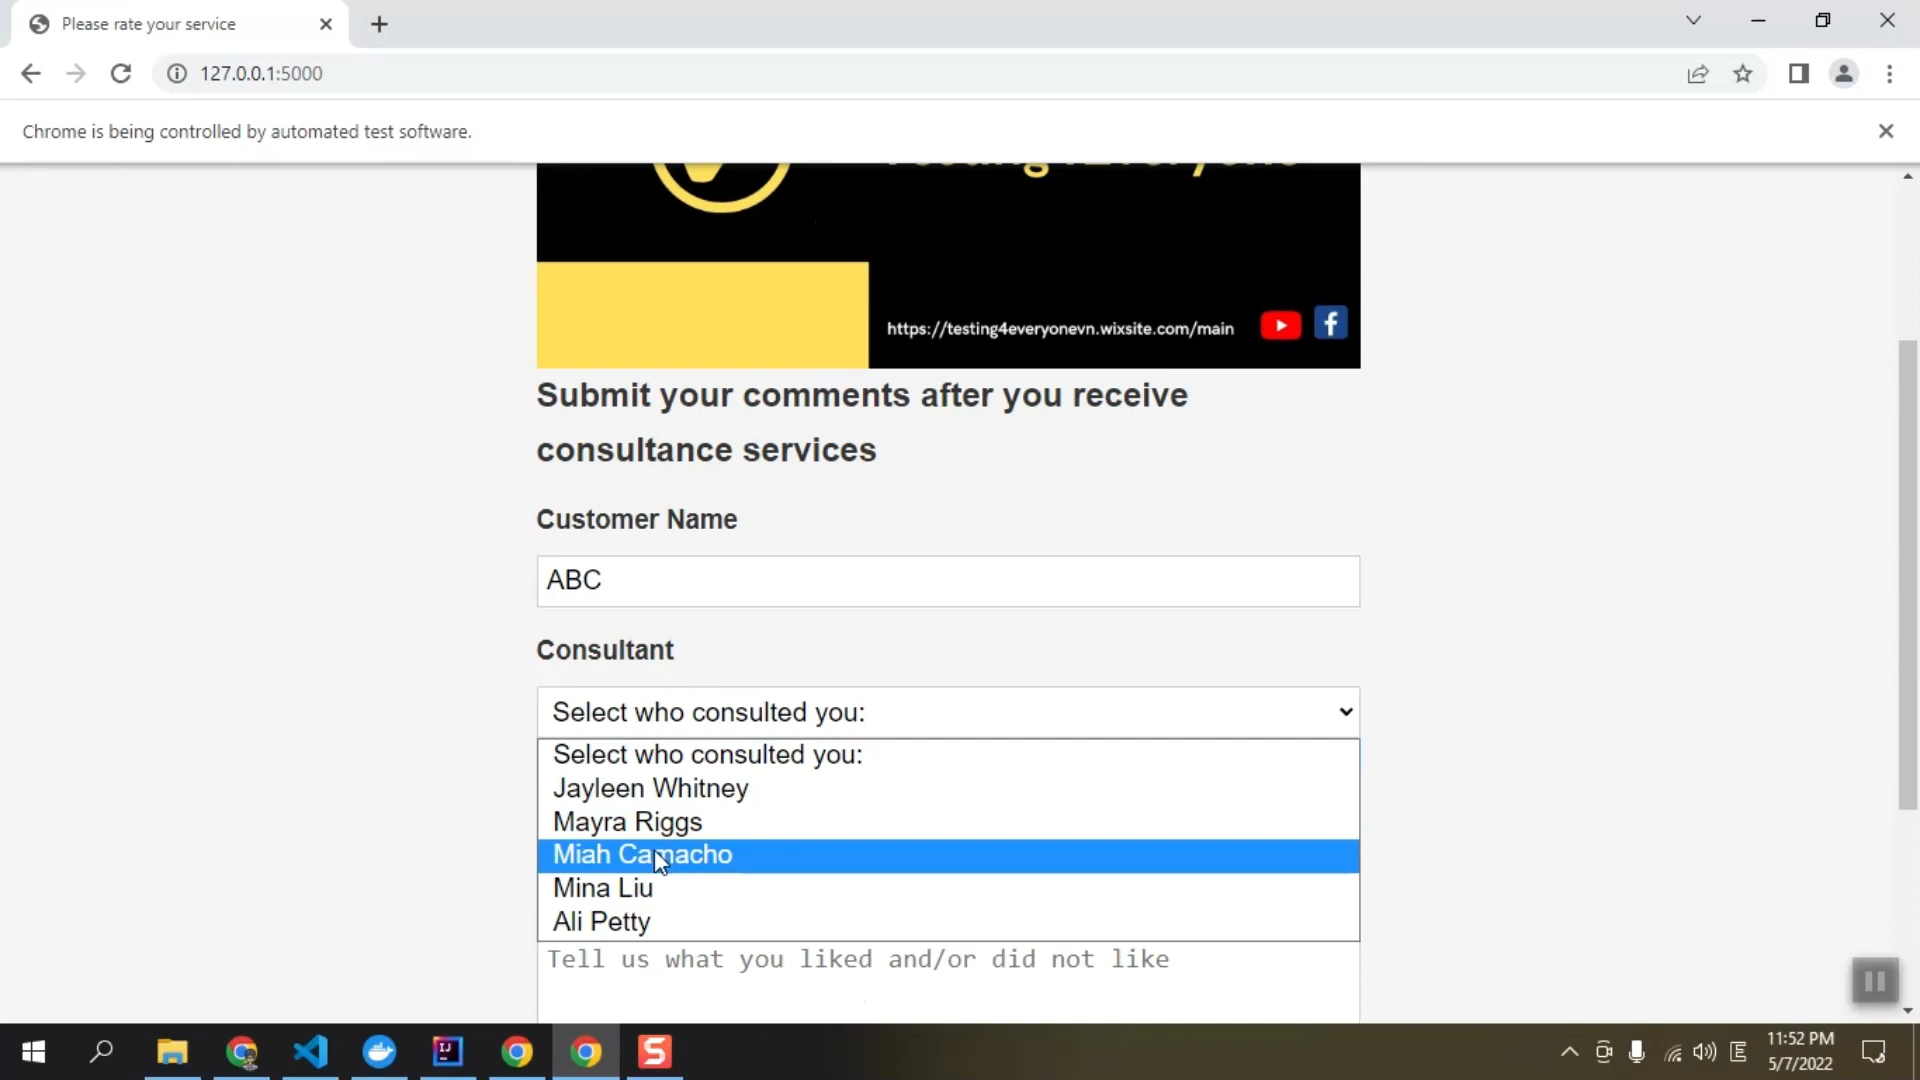 Please rate your service
127.0.0.1:5000
Chrome is being controlled by automated test software.
https://testing4everyonevn.wixsite.com/main
Submit your comments after you receive
consultance services
Customer Name
ABC
Consultant
Select who consulted you:
Select who consulted you:
Jayleen Whitney
Mayra Riggs
Miah Camacho
Mina Liu
Ali Petty
Tell us what you liked and/or did not like
11:52 PM
5/7/2022